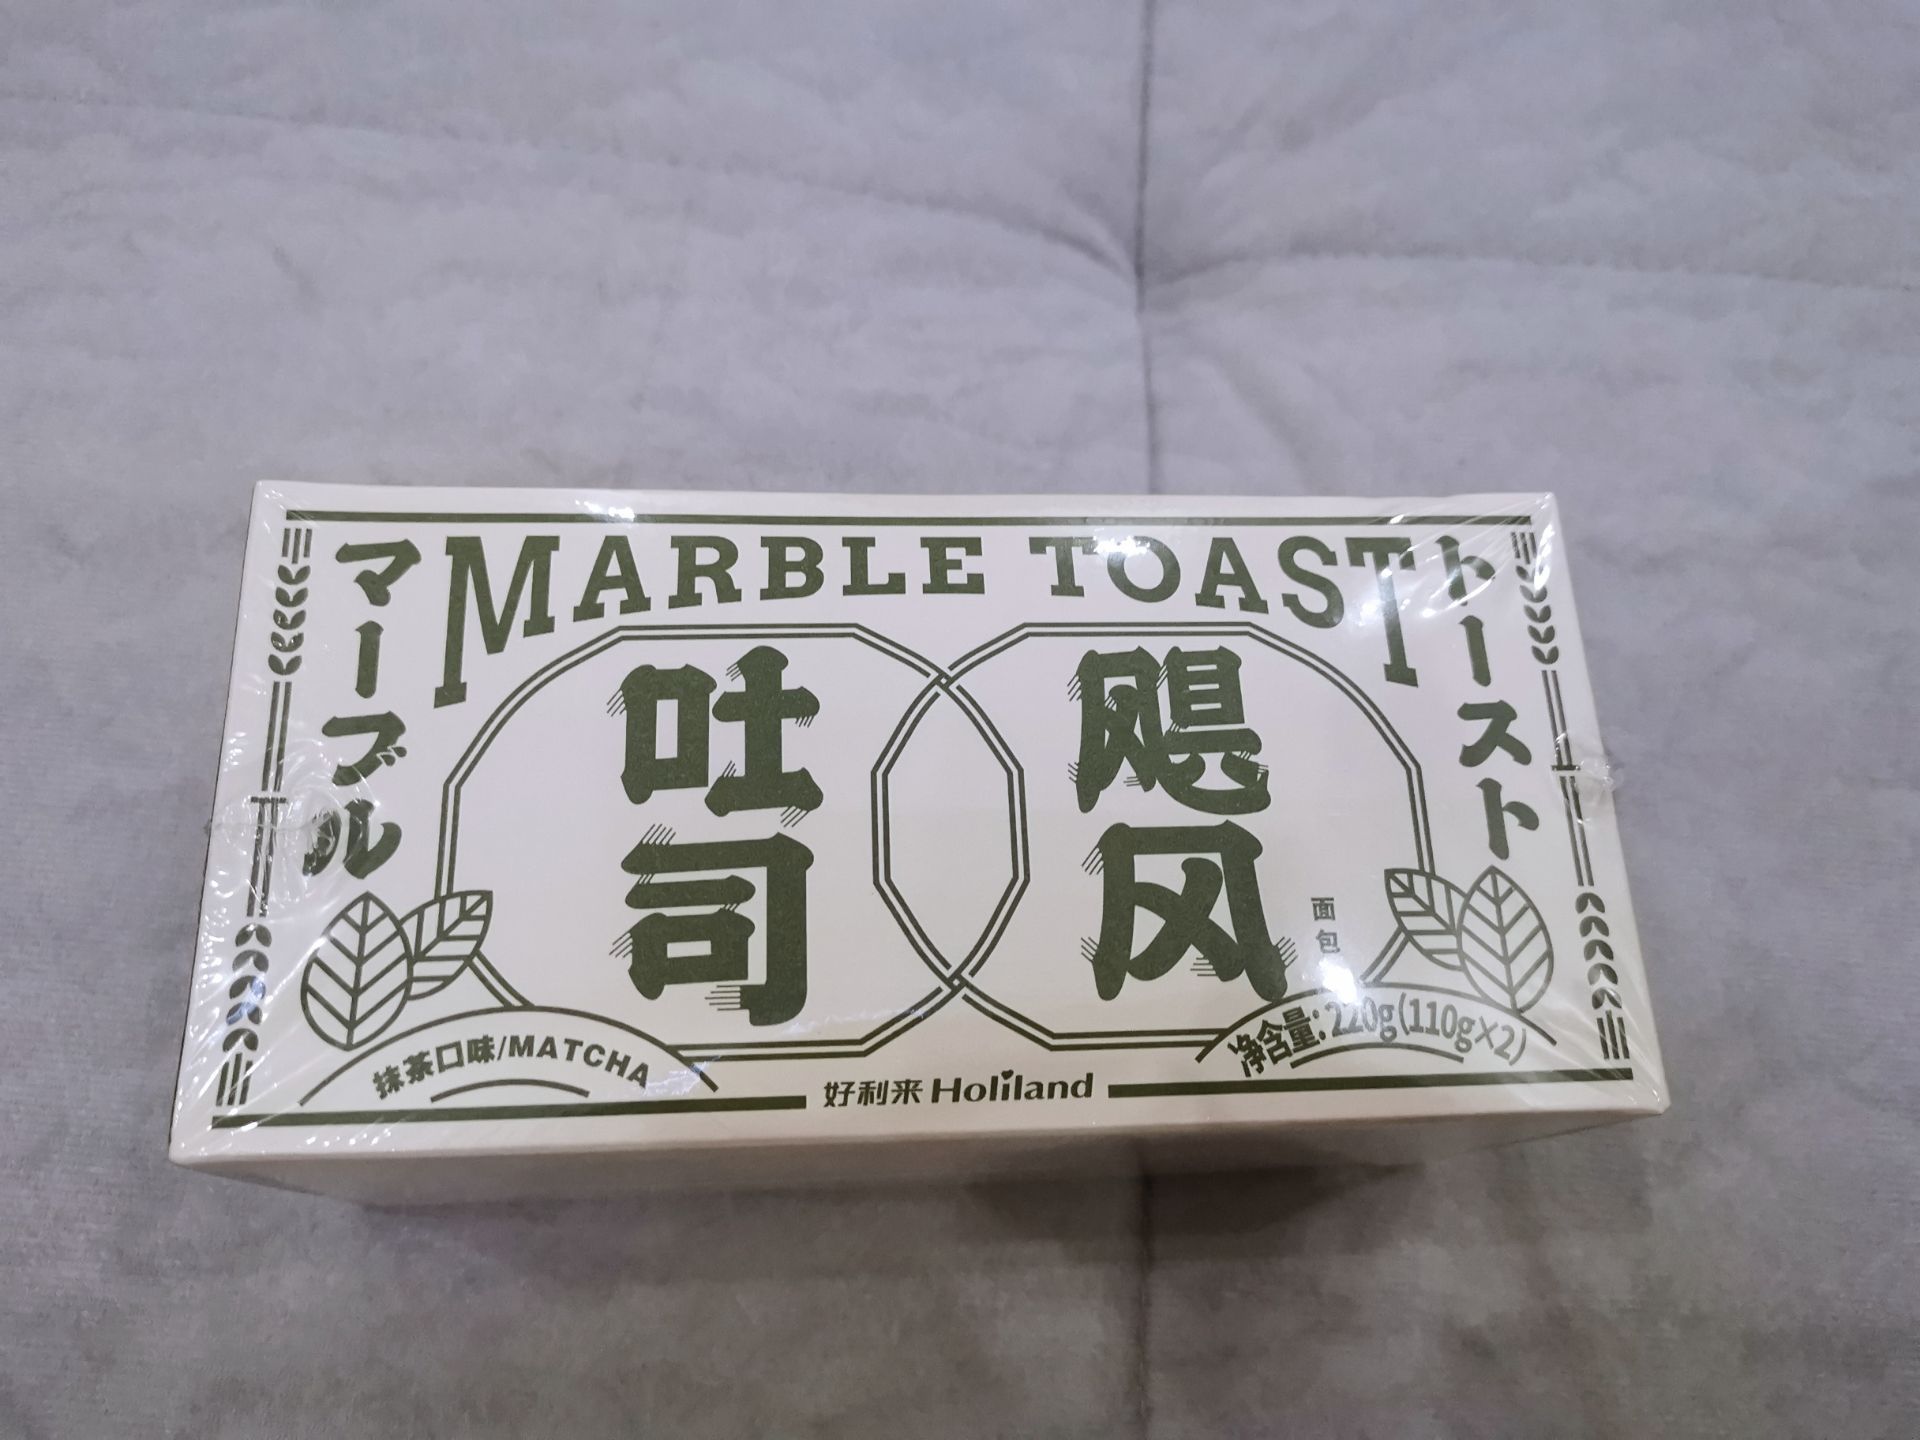 MARBLE TOAST
マーブル
トースト
飓风
吐司
面包
抹茶口味/MATCHA
净含量:220g(110g×2)
好利来 Holiland